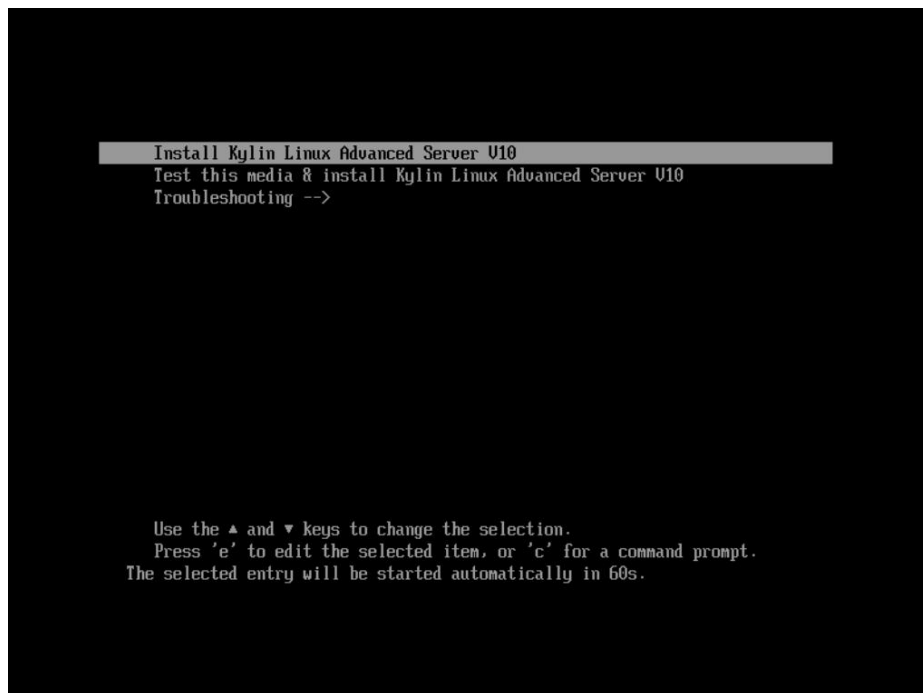 Install Kylin Linux Advanced Server V10
Test this media & install Kylin Linux Advanced Server V10
Troubleshooting -->
Use the ▲ and ▼ keys to change the selection.
Press 'e' to edit the selected item, or 'c' for a command prompt.
The selected entry will be started automatically in 60s.